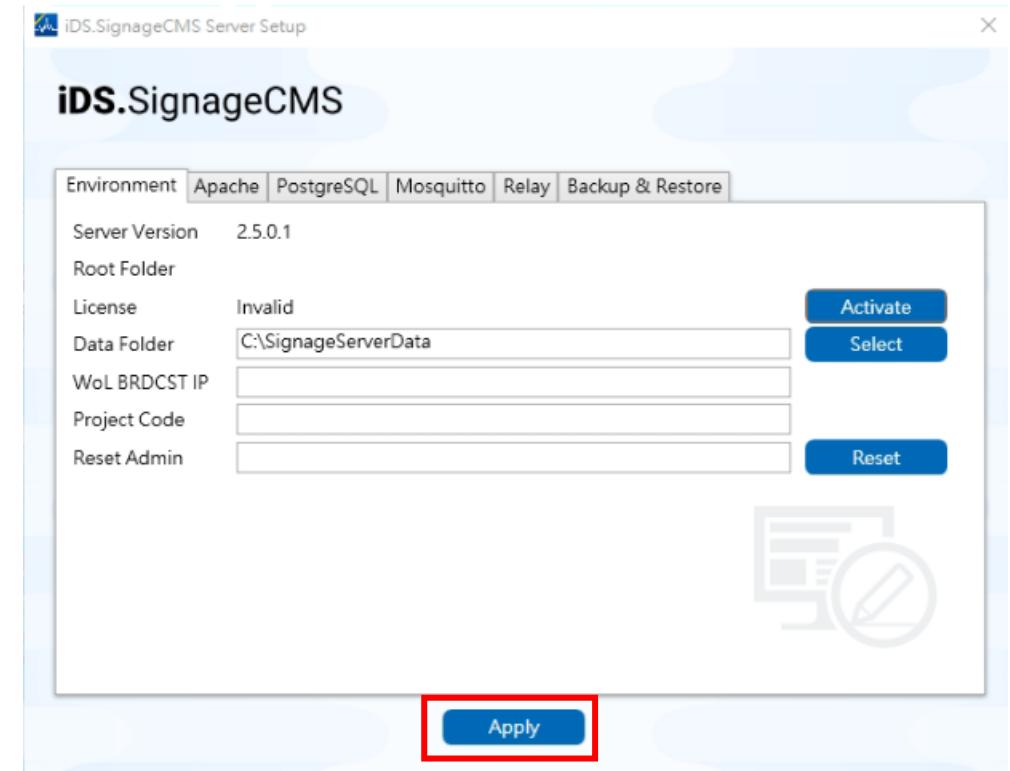 iDS.SignageCMS Server Setup
iDS.SignageCMS
Environment Apache PostgreSQL Mosquitto Relay Backup & Restore
Server Version 2.5.0.1
Root Folder
License Invalid Activate
Data Folder C:\SignageServerData Select
WoL BRDCST IP
Project Code
Reset Admin Reset
Apply